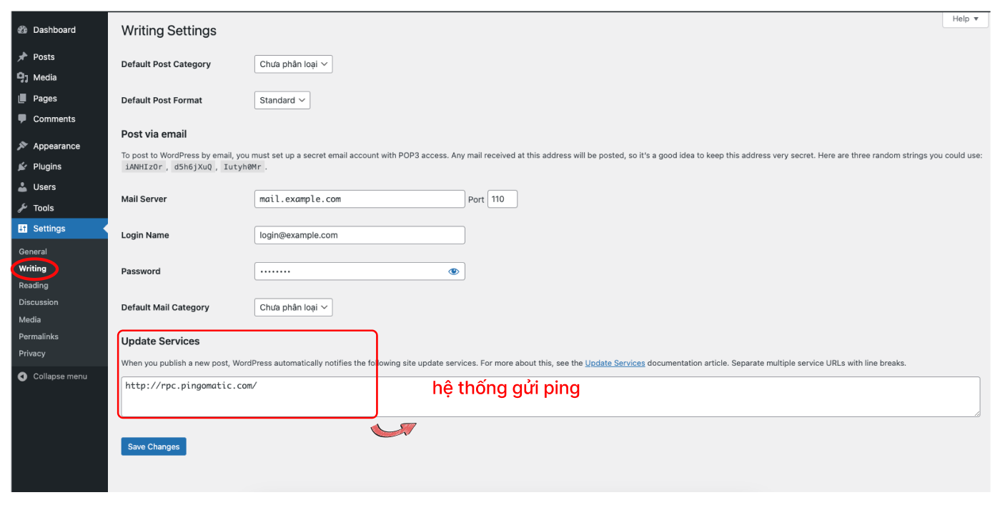 Help ▼
Dashboard
Posts
Media
Pages
Comments
Appearance
Plugins
Users
Tools
Settings
General
Writing
Reading
Discussion
Media
Permalinks
Privacy
Collapse menu
Writing Settings
Default Post Category Chưa phân loại
Default Post Format Standard
Post via email
To post to WordPress by email, you must set up a secret email account with POP3 access. Any mail received at this address will be posted, so it's a good idea to keep this address very secret. Here are three random strings you could use:
iANHIzOr , d5h6jXuQ , Iutyh0Mr .
Mail Server mail.example.com Port 110
Login Name login@example.com
Password ········
Default Mail Category Chưa phân loại
Update Services
When you publish a new post, WordPress automatically notifies the following site update services. For more about this, see the Update Services documentation article. Separate multiple service URLs with line breaks.
http://rpc.pingomatic.com/
hệ thống gửi ping
Save Changes